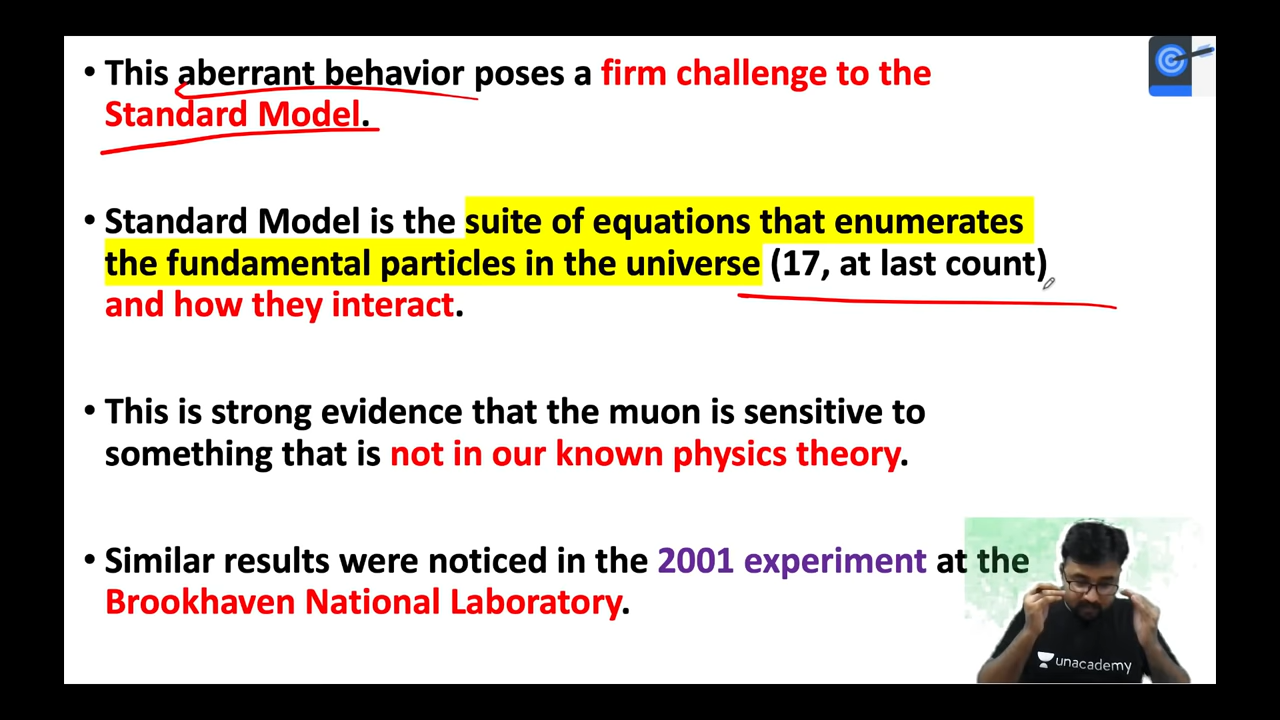 • This aberrant behavior poses a firm challenge to the
Standard Model.
• Standard Model is the suite of equations that enumerates
the fundamental particles in the universe (17, at last count)
and how they interact.
• This is strong evidence that the muon is sensitive to
something that is not in our known physics theory.
• Similar results were noticed in the 2001 experiment at the
Brookhaven National Laboratory.
unacademy